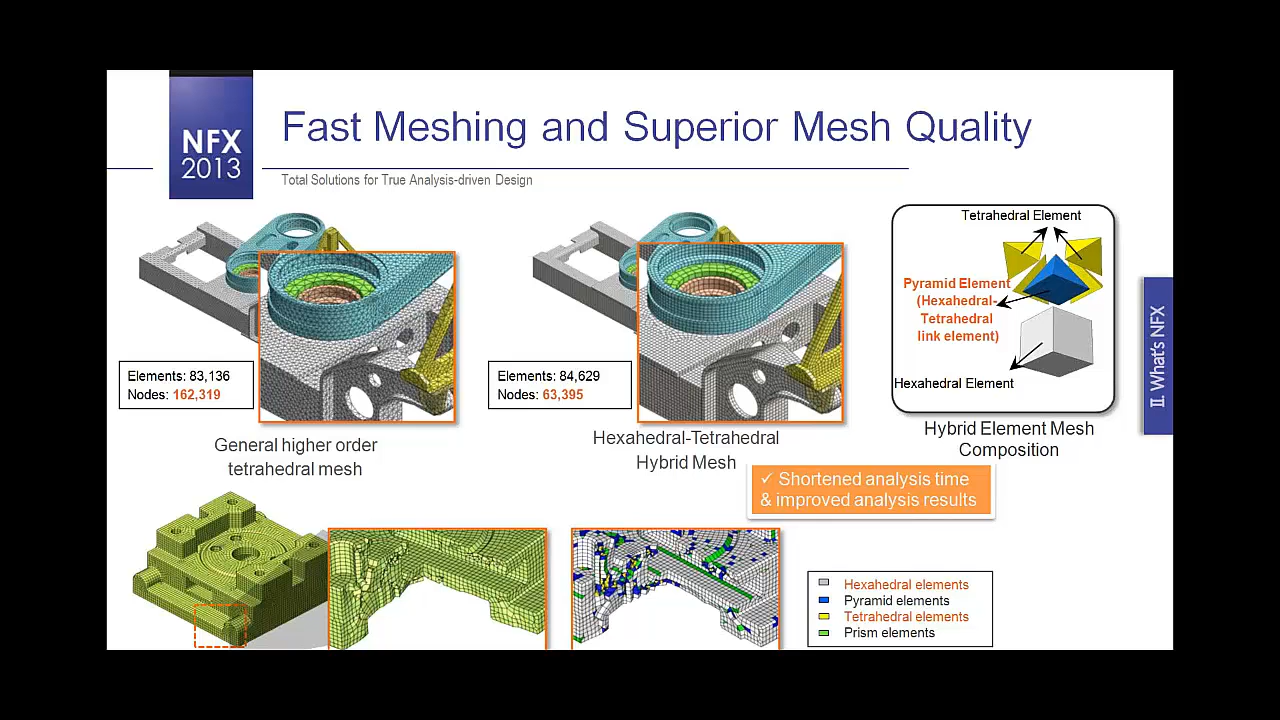 NFX
2013
Fast Meshing and Superior Mesh Quality
Total Solutions for True Analysis-driven Design
Elements: 83,136
Nodes: 162,319
General higher order
tetrahedral mesh
Elements: 84,629
Nodes: 63,395
Hexahedral-Tetrahedral
Hybrid Mesh
Tetrahedral Element
Pyramid Element
(Hexahedral-
Tetrahedral
link element)
Hexahedral Element
Hybrid Element Mesh
Composition
✓ Shortened analysis time
& improved analysis results
Hexahedral elements
Pyramid elements
Tetrahedral elements
Prism elements
II. What's NFX